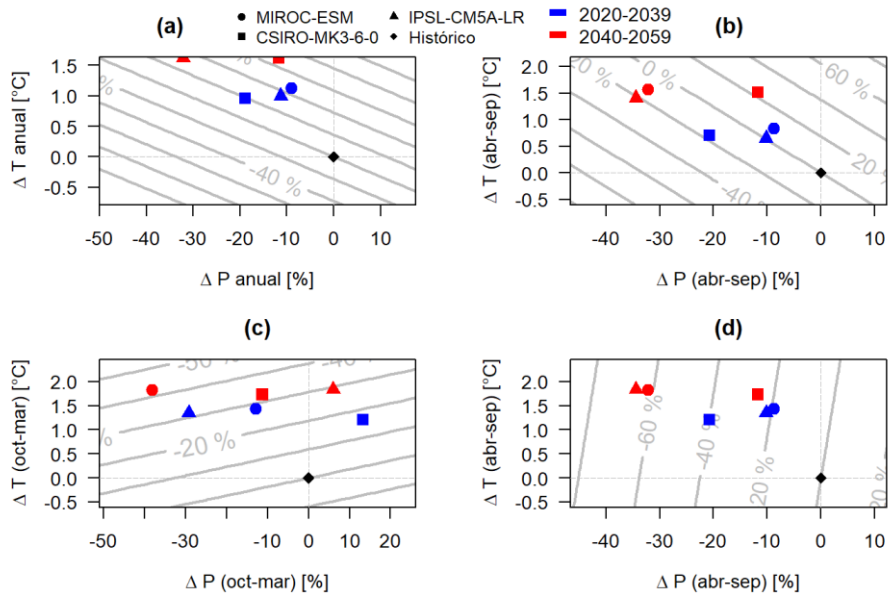 (a) MIROC-ESM IPSL-CM5A-LR 2020-2039 (b)
CSIRO-MK3-6-0 Histórico 2040-2059
Δ T anual [°C]
1.5
1.0
0.5
0.0
-0.5
%
-40 %
-50 -40 -30 -20 -10 0 10
Δ P anual [%]
Δ T (abr-sep) [°C]
2.0
1.5
1.0
0.5
0.0
-0.5
20 %
0 %
60 %
20 %
-40 %
-40 -30 -20 -10 0 10
Δ P (abr-sep) [%]
(c)
Δ T (oct-mar) [°C]
2.0
1.5
1.0
0.5
0.0
-0.5
-20 %
%
-50 -40 -30 -20 -10 0 10 20
Δ P (oct-mar) [%]
(d)
Δ T (abr-sep) [°C]
2.0
1.5
1.0
0.5
0.0
-0.5
-60 %
-40 %
20 %
20 %
-40 -30 -20 -10 0 10
Δ P (abr-sep) [%]